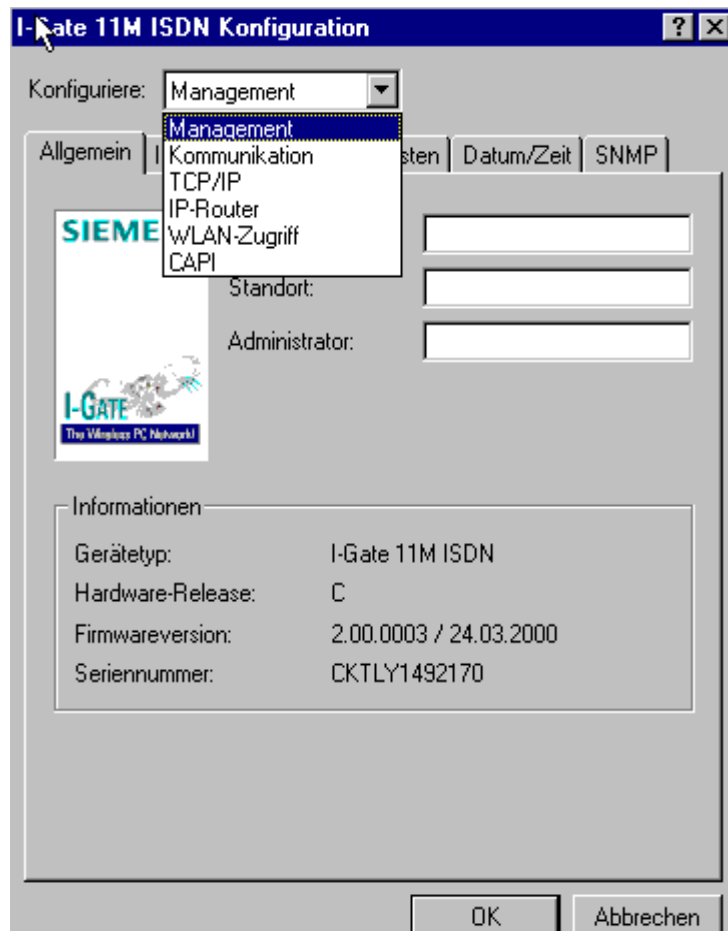 I-Gate 11M ISDN Konfiguration
Konfiguriere: Management
Management
Kommunikation
TCP/IP
IP-Router
WLAN-Zugriff
CAPI
Allgemein Datum/Zeit SNMP
Standort:
Administrator:
I-GATE
The Wireless PC Network!
Informationen
Gerätetyp: I-Gate 11M ISDN
Hardware-Release: C
Firmwareversion: 2.00.0003 / 24.03.2000
Seriennummer: CKTLY1492170
OK Abbrechen